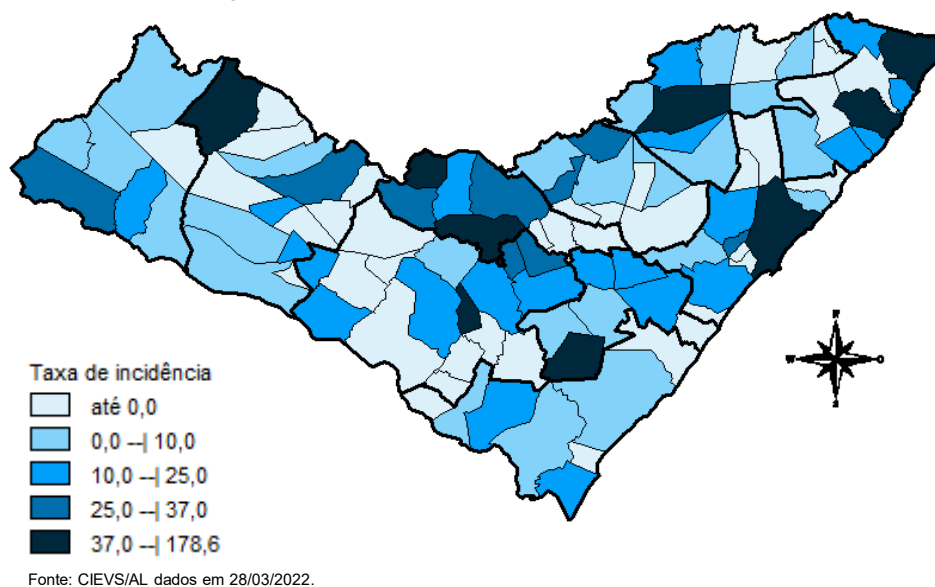 N
W
O
S
Taxa de incidência
até 0,0
0,0 --| 10,0
10,0 --| 25,0
25,0 --| 37,0
37,0 --| 178,6
Fonte: CIEVS/AL dados em 28/03/2022.